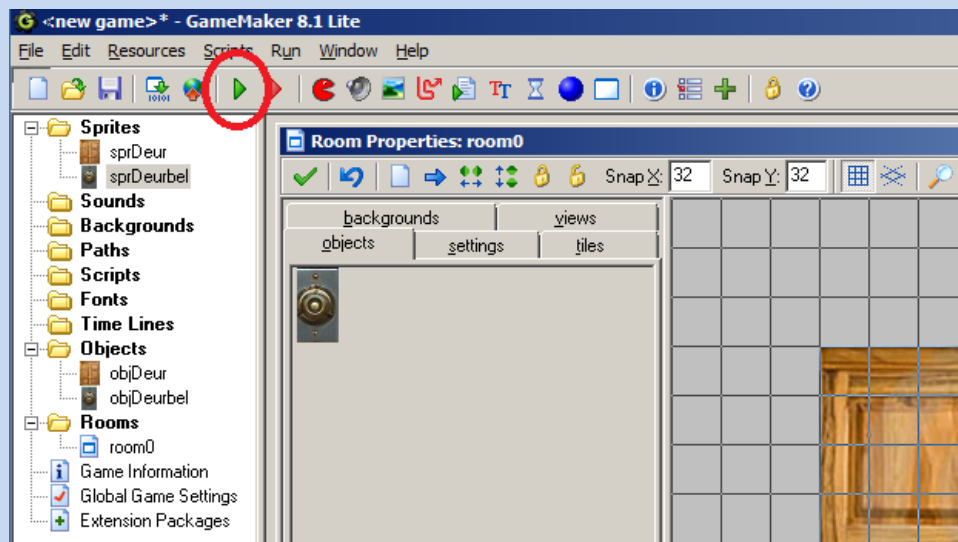 <new game>* - GameMaker 8.1 Lite
File Edit Resources Scripts Run Window Help
Sprites
sprDeur
sprDeurbel
Sounds
Backgrounds
Paths
Scripts
Fonts
Time Lines
Objects
objDeur
objDeurbel
Rooms
room0
Game Information
Global Game Settings
Extension Packages
Room Properties: room0
Snap X: 32 Snap Y: 32
backgrounds views
objects settings tiles